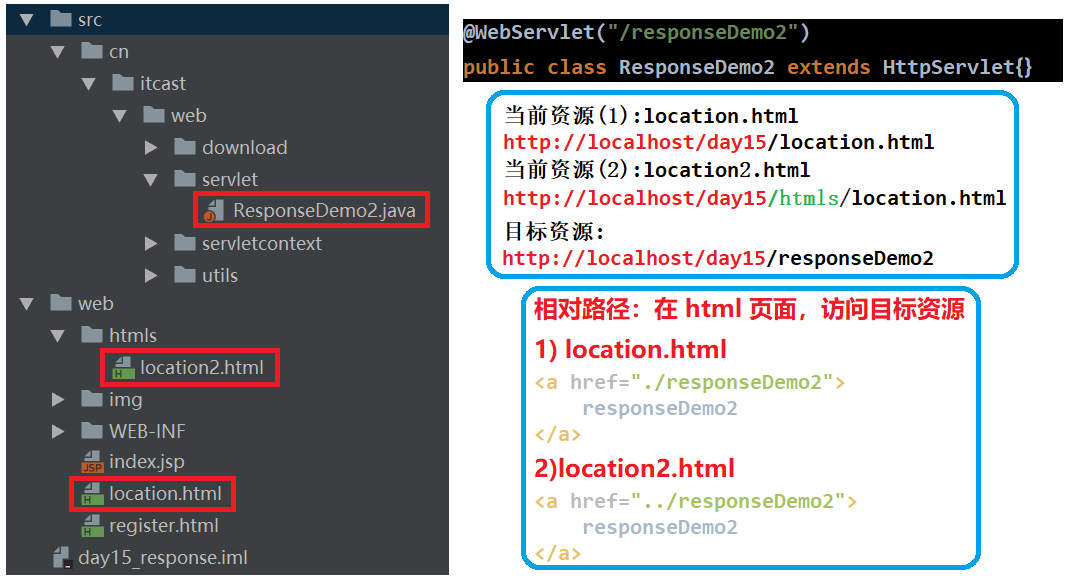 src
cn
itcast
web
download
servlet
ResponseDemo2.java
servletcontext
utils
web
htmls
location2.html
img
WEB-INF
index.jsp
location.html
register.html
day15_response.iml
@WebServlet("/responseDemo2")
public class ResponseDemo2 extends HttpServlet{}
当前资源(1):location.html
http://localhost/day15/location.html
当前资源(2):location2.html
http://localhost/day15/htmls/location.html
目标资源:
http://localhost/day15/responseDemo2
相对路径：在 html 页面，访问目标资源
1) location.html
<a href="./responseDemo2">
responseDemo2
</a>
2)location2.html
<a href="../responseDemo2">
responseDemo2
</a>